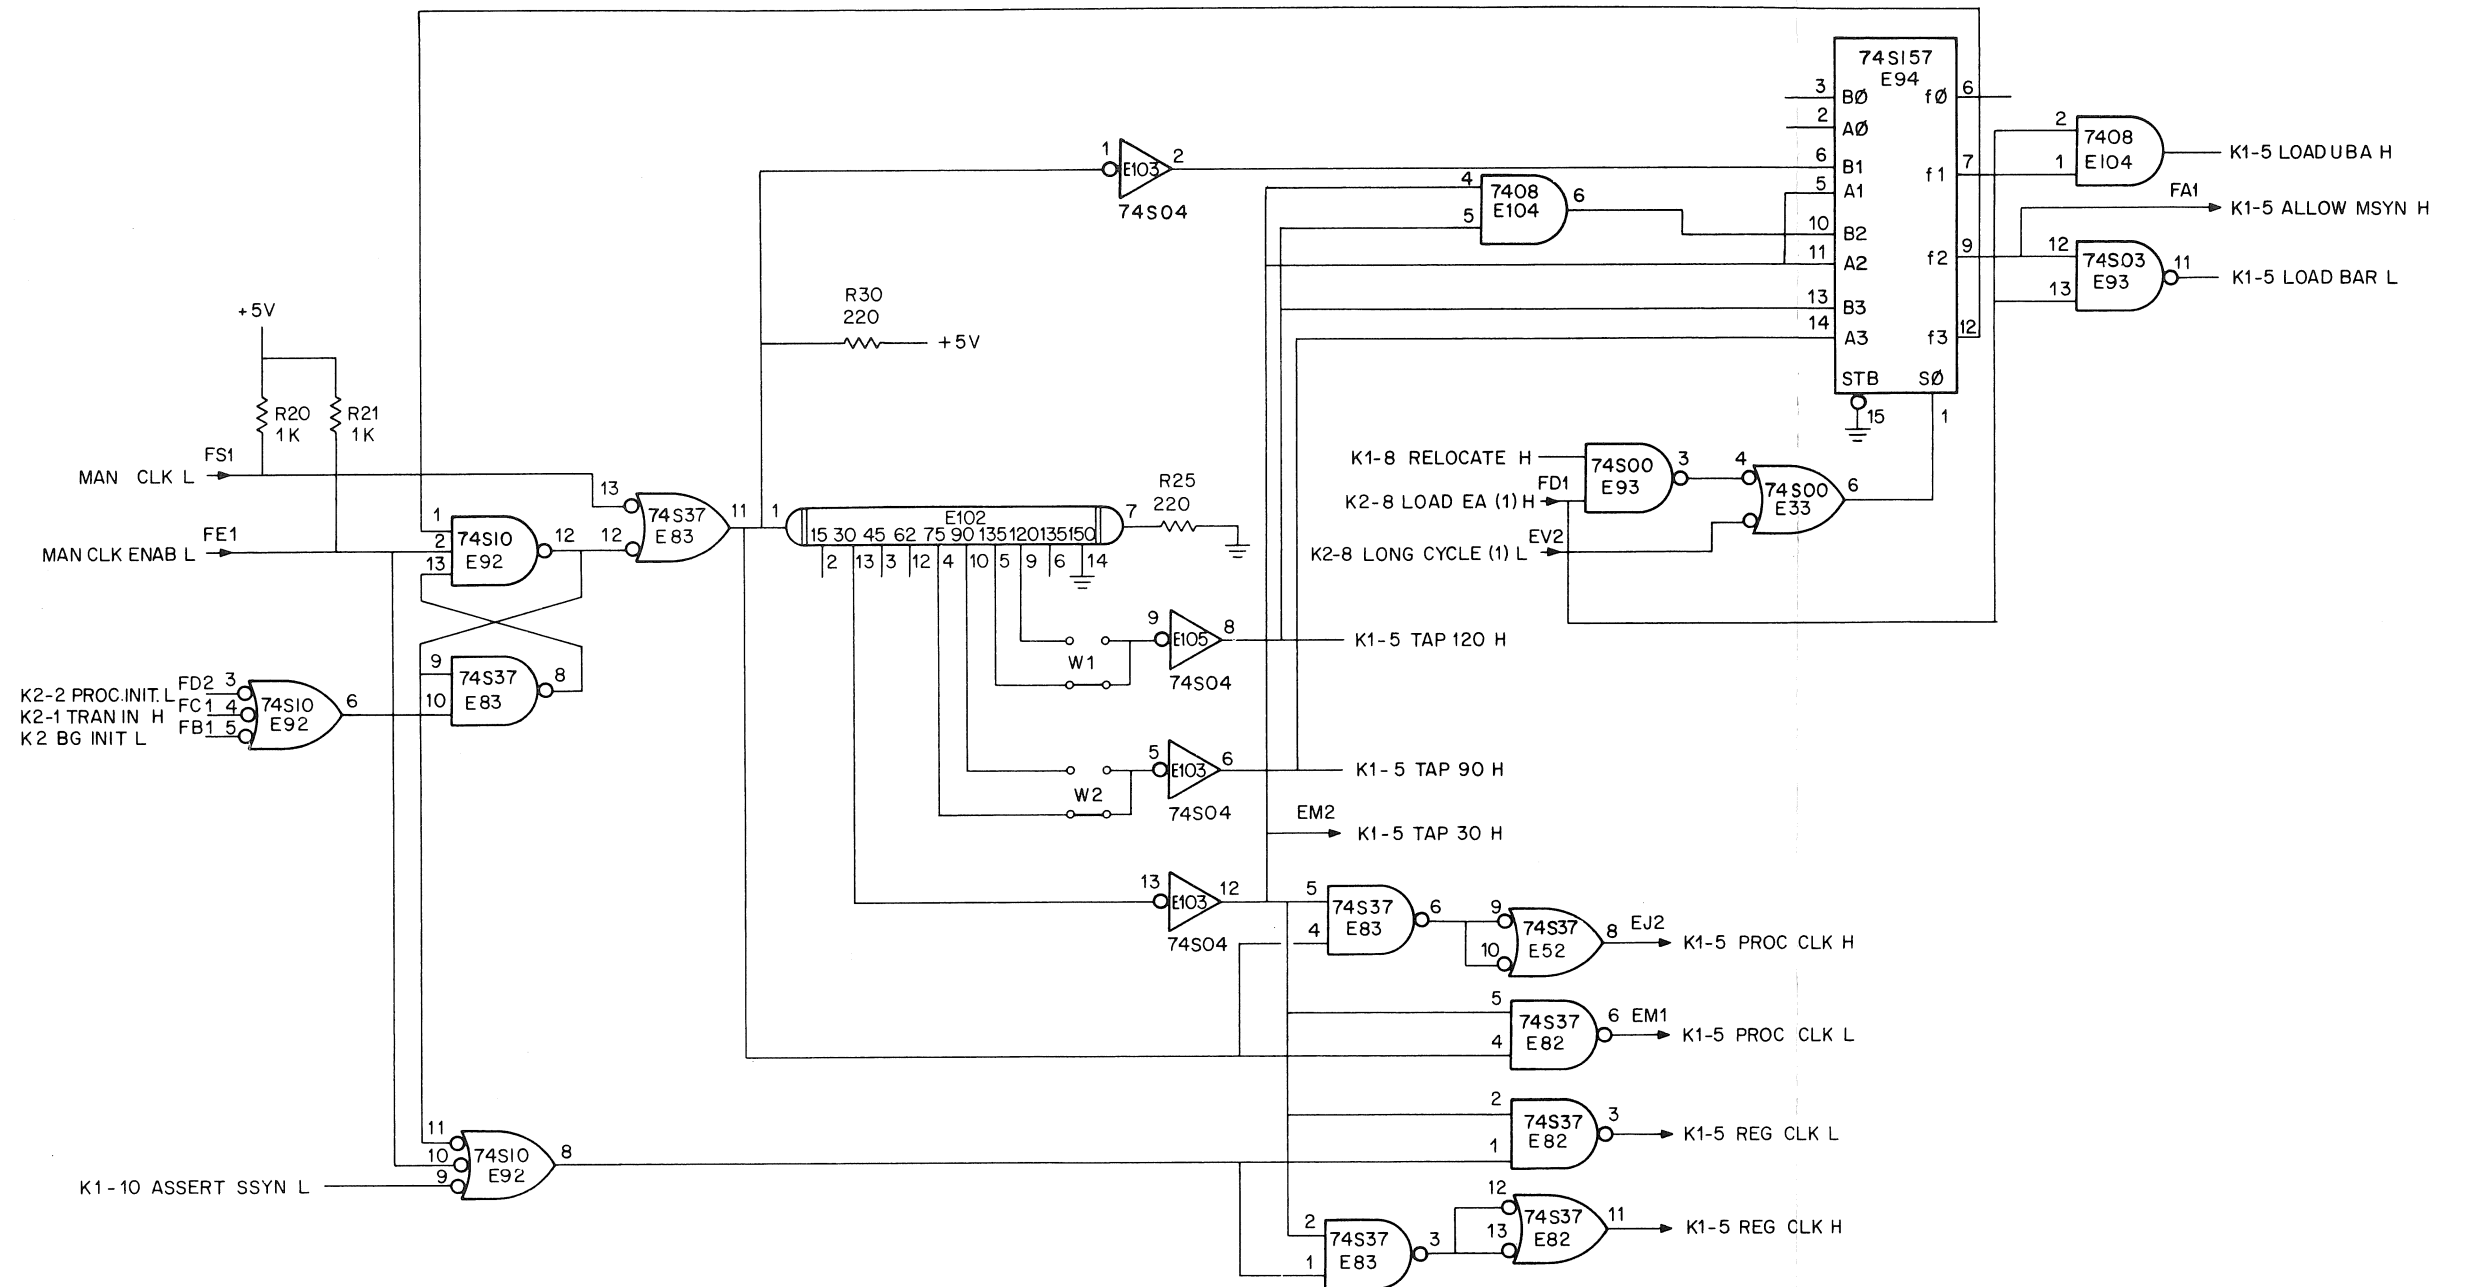 74S157
E94
3 BØ fØ 6
2 AØ
6 B1
5 A1 f1 7
10 B2
11 A2 f2 9
13 B3
14 A3 f3 12
STB SØ
15 1
2
1
7408
E104
K1-5 LOAD UBA H
FA1
K1-5 ALLOW MSYN H
12
13
74S03
E93
11
K1-5 LOAD BAR L
1 E103 2
74S04
4
5
7408
E104
6
R30
220
+5V
+5V
R20
1K
R21
1K
FS1
MAN CLK L
FE1
MAN CLK ENAB L
1
2
13
74S10
E92
12
13
12
74S37
E83
11
1
E102
15 30 45 62 75 90 135 120 135 150
2 13 3 12 4 10 5 9 6 14
7
R25
220
K1-8 RELOCATE H
FD1
K2-8 LOAD EA (1) H
EV2
K2-8 LONG CYCLE (1) L
74S00
E93
3
4
74S00
E33
6
W1
9 E105 8
74S04
K1-5 TAP 120 H
W2
5 E103 6
74S04
K1-5 TAP 90 H
EM2
K1-5 TAP 30 H
13 E103 12
74S04
K2-2 PROC.INIT. L FD2 3
K2-1 TRAN IN H FC1 4
K2 BG INIT L FB1 5
74S10
E92
6
9
10
74S37
E83
8
5
4
74S37
E83
6
9
10
74S37
E52
8
EJ2
K1-5 PROC CLK H
5
4
74S37
E82
6 EM1
K1-5 PROC CLK L
2
1
74S37
E82
3
K1-5 REG CLK L
11
10
9
74S10
E92
8
K1-10 ASSERT SSYN L
2
1
74S37
E83
3
12
13
74S37
E82
11
K1-5 REG CLK H